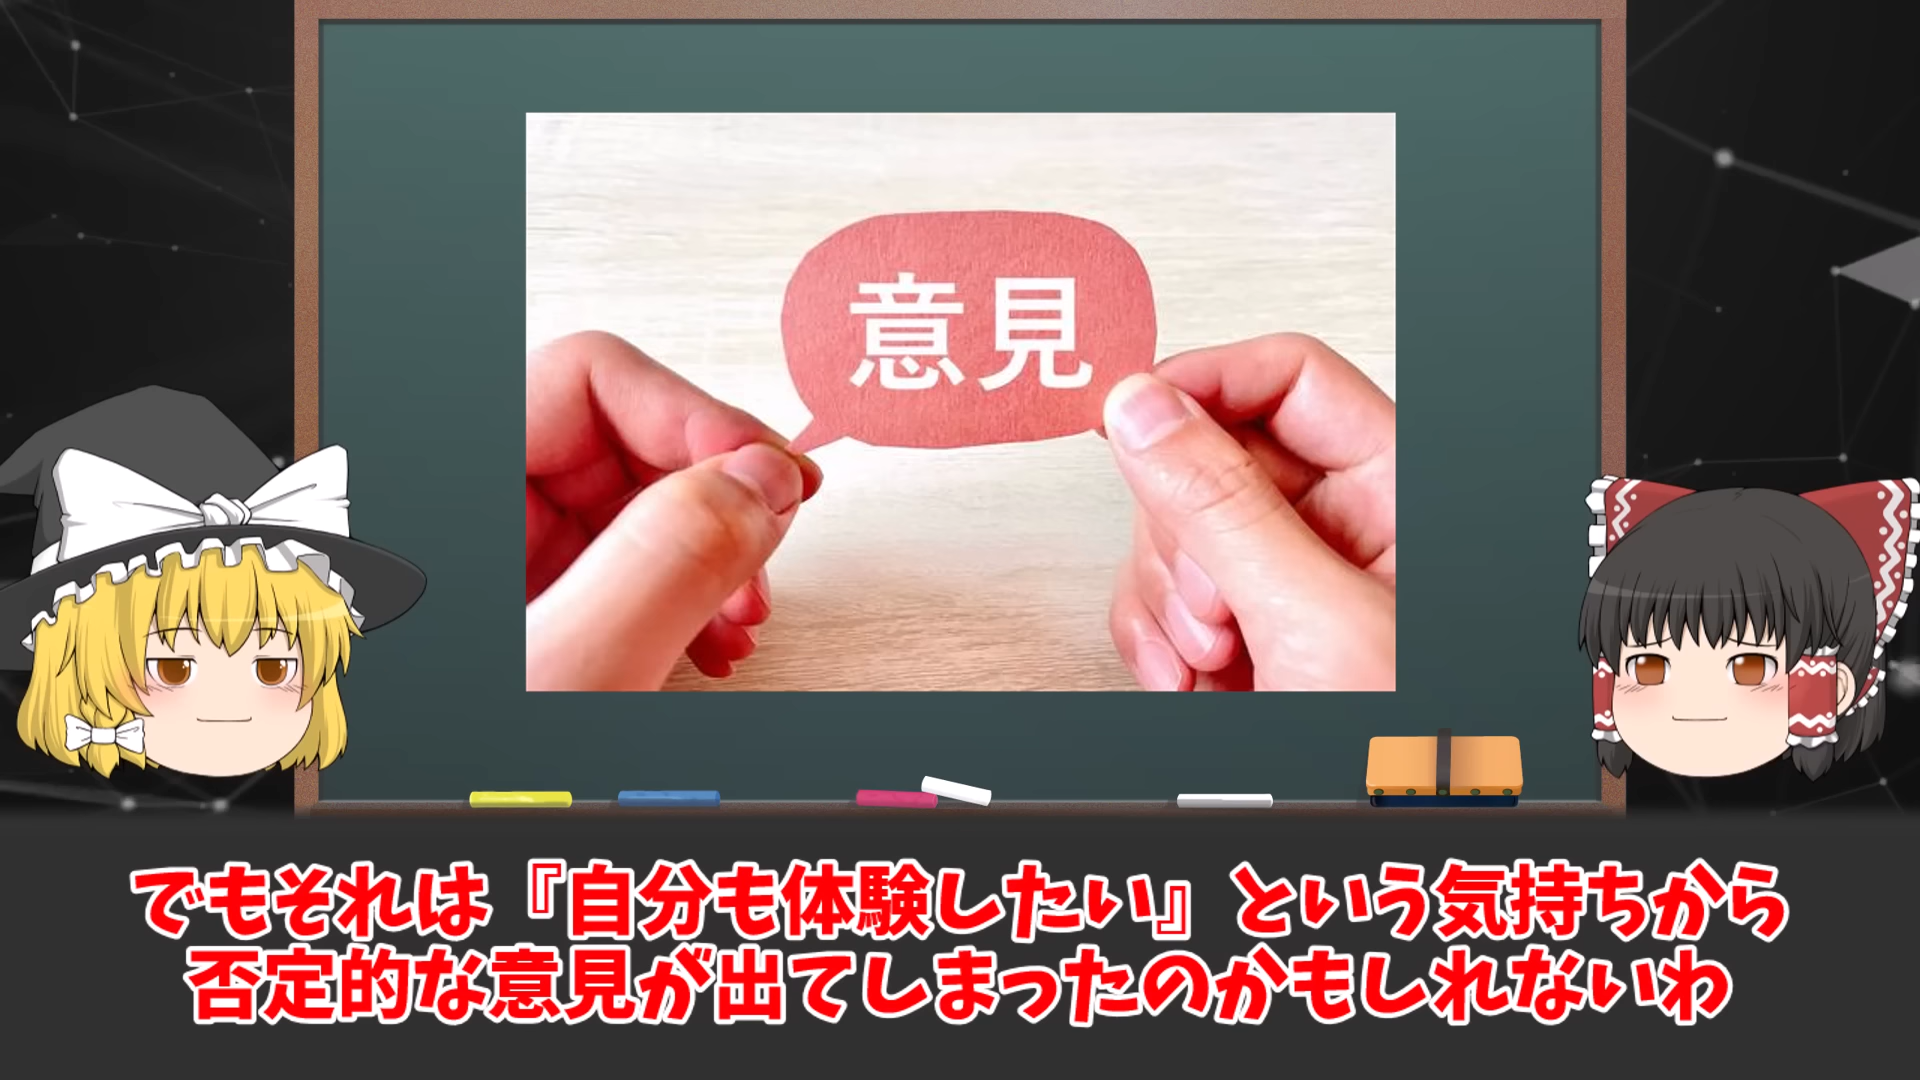 意見
でもそれは『自分も体験したい』という気持ちから
否定的な意見が出てしまったのかもしれないわ